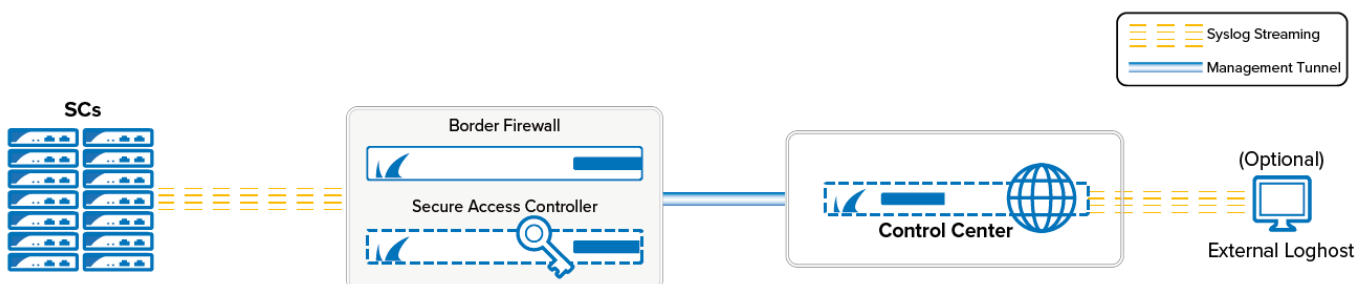 Syslog Streaming
Management Tunnel
SCs
Border Firewall
Secure Access Controller
Control Center
(Optional)
External Loghost